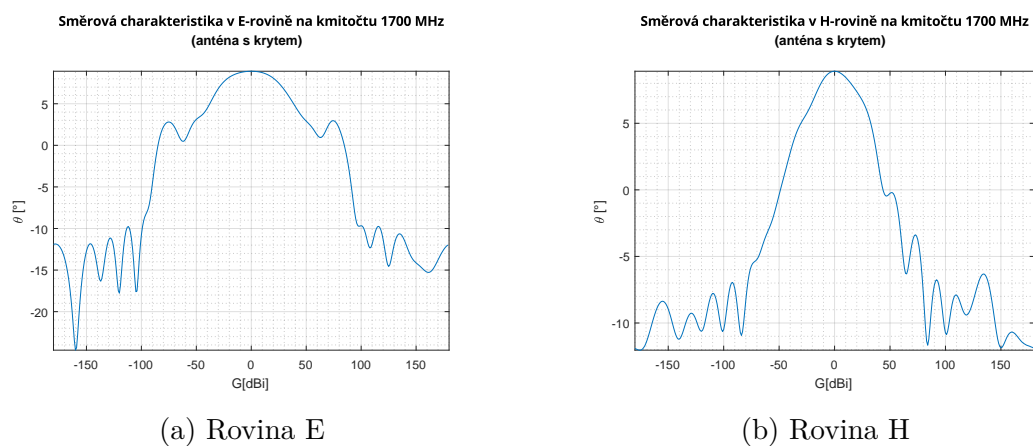 Směrová charakteristika v E-rovině na kmitočtu 1700 MHz
(anténa s krytem)
5
0
-5
-10
-15
-20
θ [°]
-150 -100 -50 0 50 100 150
G[dBi]
(a) Rovina E
Směrová charakteristika v H-rovině na kmitočtu 1700 MHz
(anténa s krytem)
5
0
-5
-10
θ [°]
-150 -100 -50 0 50 100 150
G[dBi]
(b) Rovina H